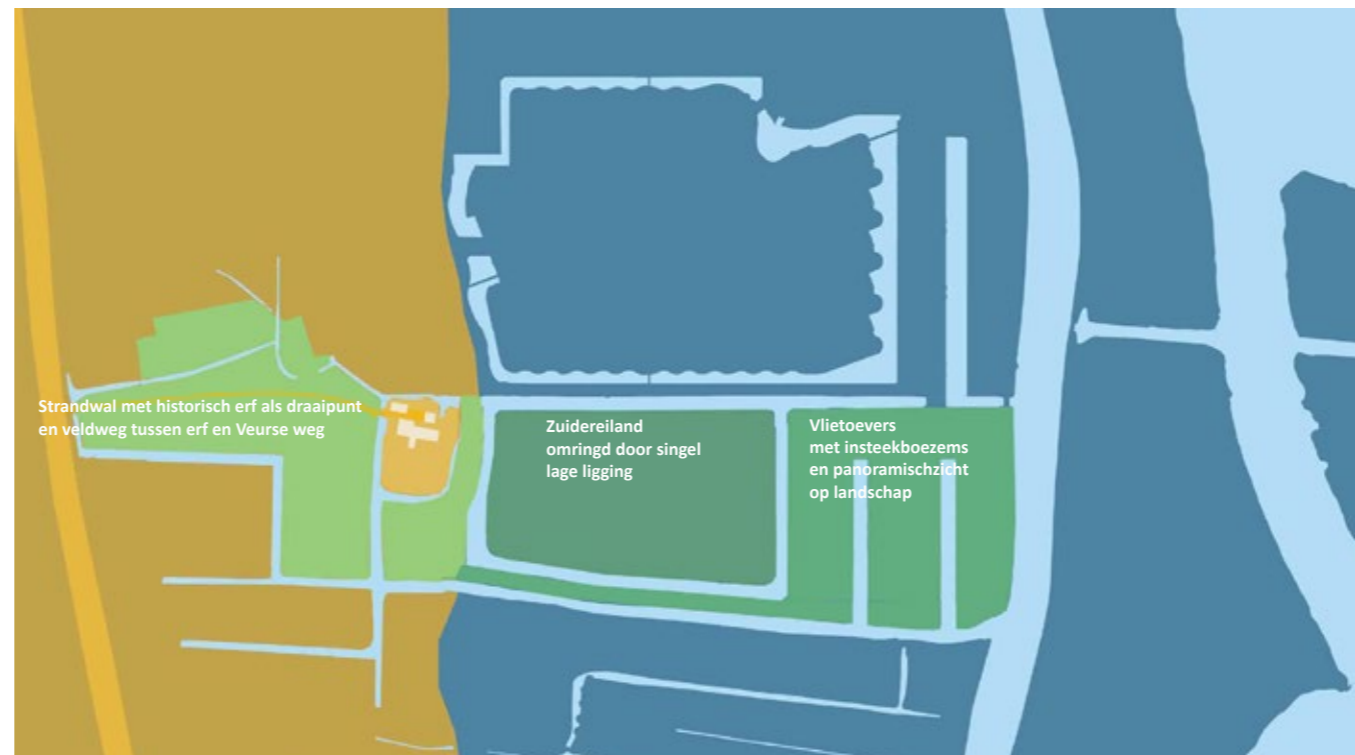 Strandwal met historisch erf als draaipunt
en veldweg tussen erf en Veurse weg
Zuidereiland
omringd door singel
lage ligging
Vlietoevers
met insteekboezems
en panoramischzicht
op landschap